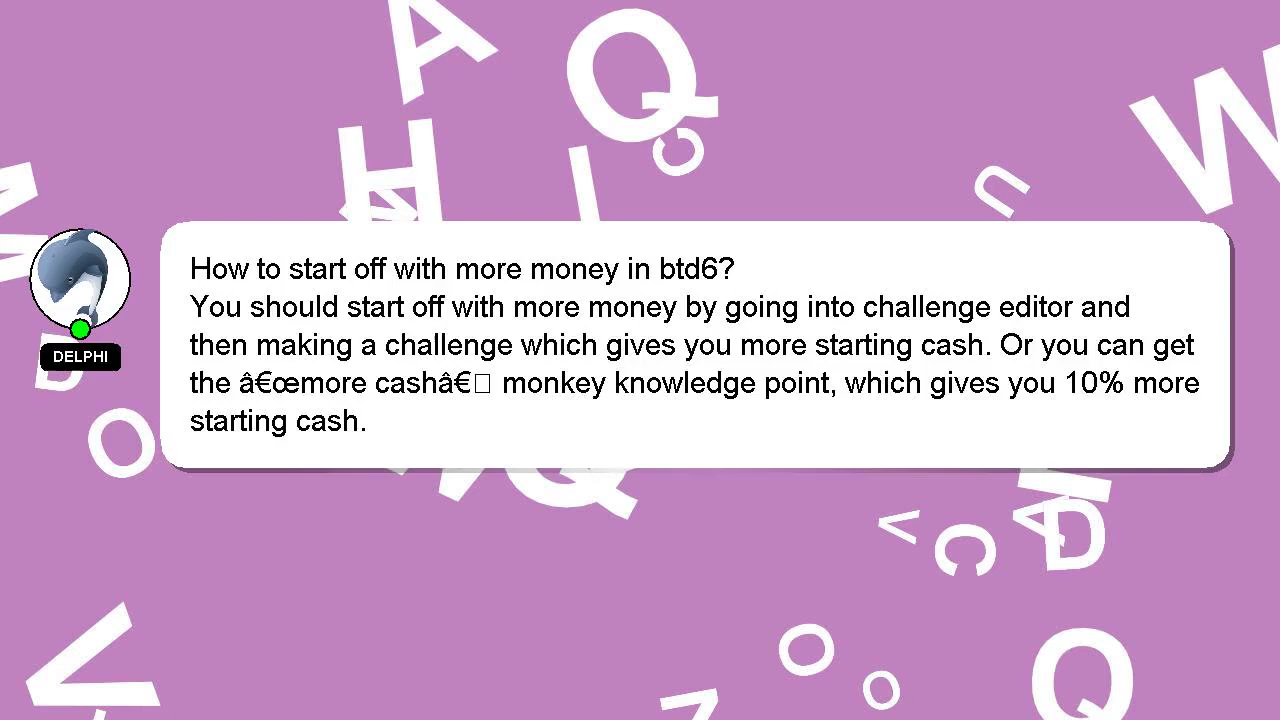 How to start off with more money in btd6?
You should start off with more money by going into challenge editor and
then making a challenge which gives you more starting cash. Or you can get
the “more cash†monkey knowledge point, which gives you 10% more
starting cash.
DELPHI
A
Q
C
H
M
I
U
W
M
D
O
N
Q
V
C
A
D
V
O
O
Q
Z